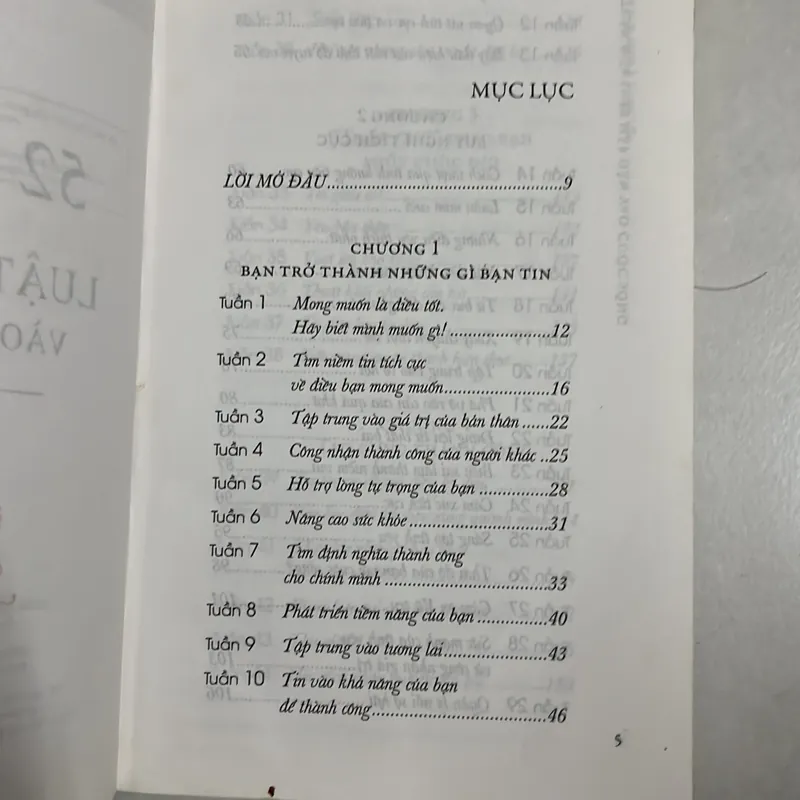 MỤC LỤC
LỜI MỞ ĐẦU...9
CHƯƠNG 1
BẠN TRỞ THÀNH NHỮNG GÌ BẠN TIN
Tuần 1 Mong muốn là điều tốt.
Hãy biết mình muốn gì! ...12
Tuần 2 Tìm niềm tin tích cực
về điều bạn mong muốn...16
Tuần 3 Tập trung vào giá trị của bản thân ...22
Tuần 4 Công nhận thành công của người khác ..25
Tuần 5 Hỗ trợ lòng tự trọng của bạn ...28
Tuần 6 Nâng cao sức khỏe...31
Tuần 7 Tìm định nghĩa thành công
cho chính mình ...33
Tuần 8 Phát triển tiềm năng của bạn ...40
Tuần 9 Tập trung vào tương lai...43
Tuần 10 Tin vào khả năng của bạn
để thành công...46
5
52
LUẬT
VÀO